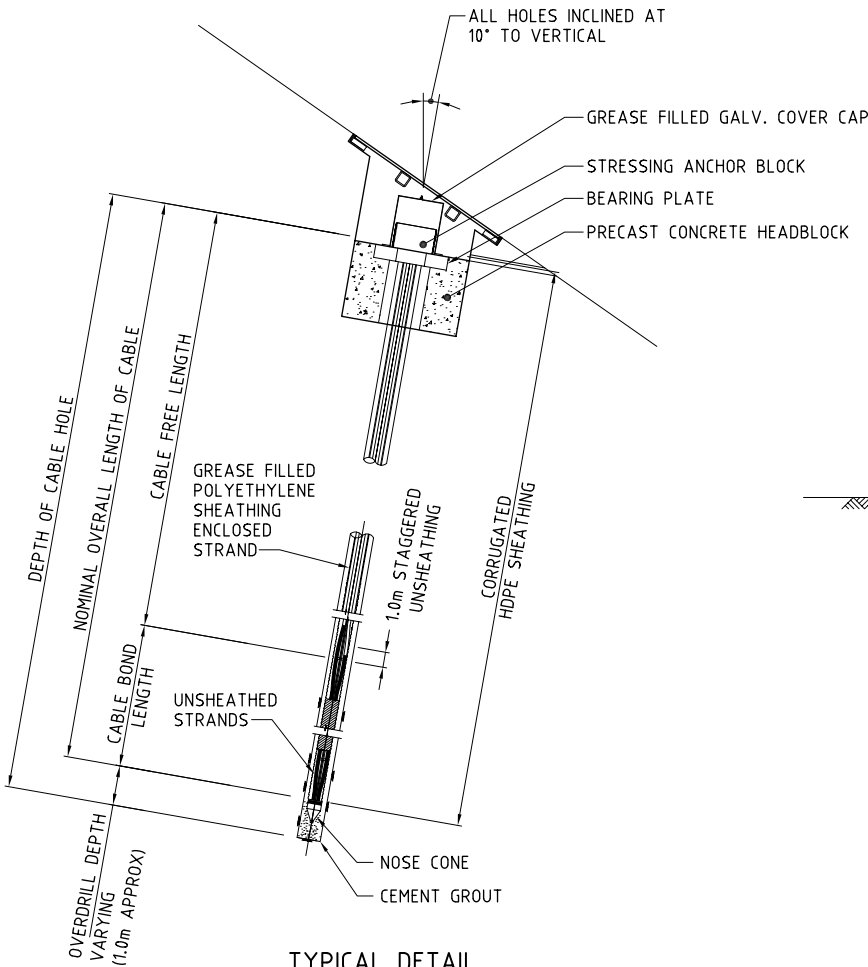 ALL HOLES INCLINED AT
10° TO VERTICAL
GREASE FILLED GALV. COVER CAP
STRESSING ANCHOR BLOCK
BEARING PLATE
PRECAST CONCRETE HEADBLOCK
DEPTH OF CABLE HOLE
NOMINAL OVERALL LENGTH OF CABLE
CABLE FREE LENGTH
GREASE FILLED
POLYETHYLENE
SHEATHING
ENCLOSED
STRAND
1.0m STAGGERED
UNSHEATHING
CORRUGATED
HDPE SHEATHING
CABLE BOND
LENGTH
UNSHEATHED
STRANDS
OVERDRILL DEPTH
VARYING
(1.0m APPROX)
NOSE CONE
CEMENT GROUT
TYPICAL DETAIL